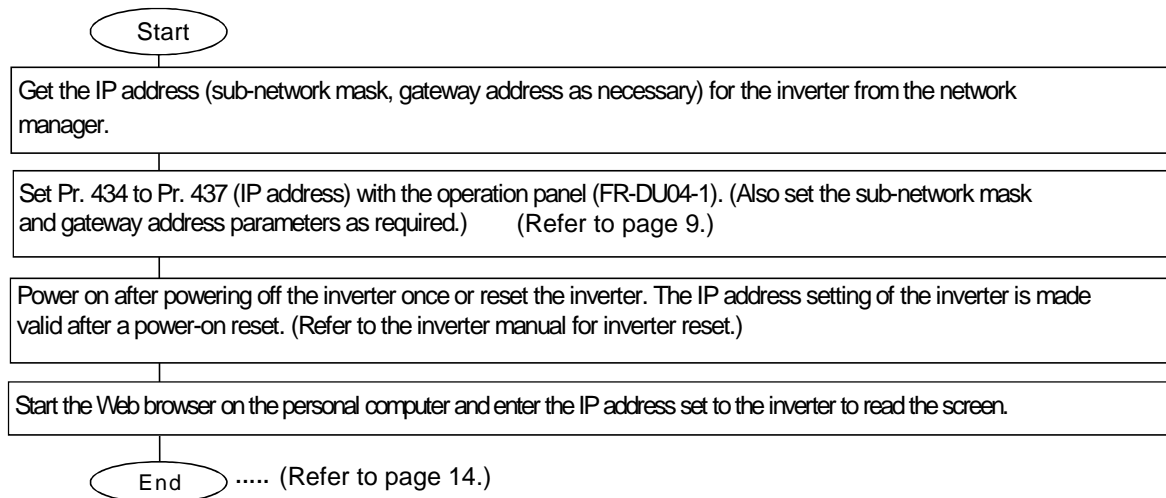 Start
Get the IP address (sub-network mask, gateway address as necessary) for the inverter from the network
manager.
Set Pr. 434 to Pr. 437 (IP address) with the operation panel (FR-DU04-1). (Also set the sub-network mask
and gateway address parameters as required.) (Refer to page 9.)
Power on after powering off the inverter once or reset the inverter. The IP address setting of the inverter is made
valid after a power-on reset. (Refer to the inverter manual for inverter reset.)
Start the Web browser on the personal computer and enter the IP address set to the inverter to read the screen.
End ..... (Refer to page 14.)